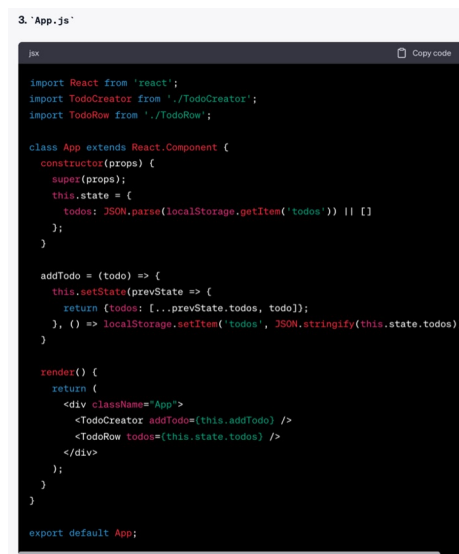 3. `App.js`
jsx
Copy code
import React from 'react';
import TodoCreator from './TodoCreator';
import TodoRow from './TodoRow';
class App extends React.Component {
constructor(props) {
super(props);
this.state = {
todos: JSON.parse(localStorage.getItem('todos')) || []
};
}
addTodo = (todo) => {
this.setState(prevState => {
return {todos: [...prevState.todos, todo]};
}, () => localStorage.setItem('todos', JSON.stringify(this.state.todos)
}
render() {
return (
<div className="App">
<TodoCreator addTodo={this.addTodo} />
<TodoRow todos={this.state.todos} />
</div>
);
}
}
export default App;